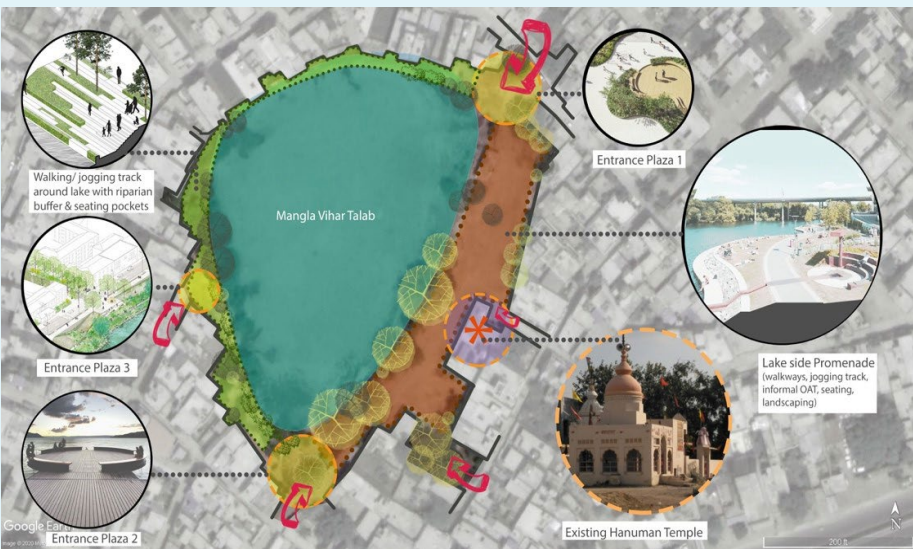 Walking/ jogging track
around lake with riparian
buffer & seating pockets
Entrance Plaza 3
Entrance Plaza 2
Mangla Vihar Talab
Entrance Plaza 1
Lake side Promenade
(walkways, jogging track,
informal OAT, seating,
landscaping)
Existing Hanuman Temple
Google Earth
N
200 ft